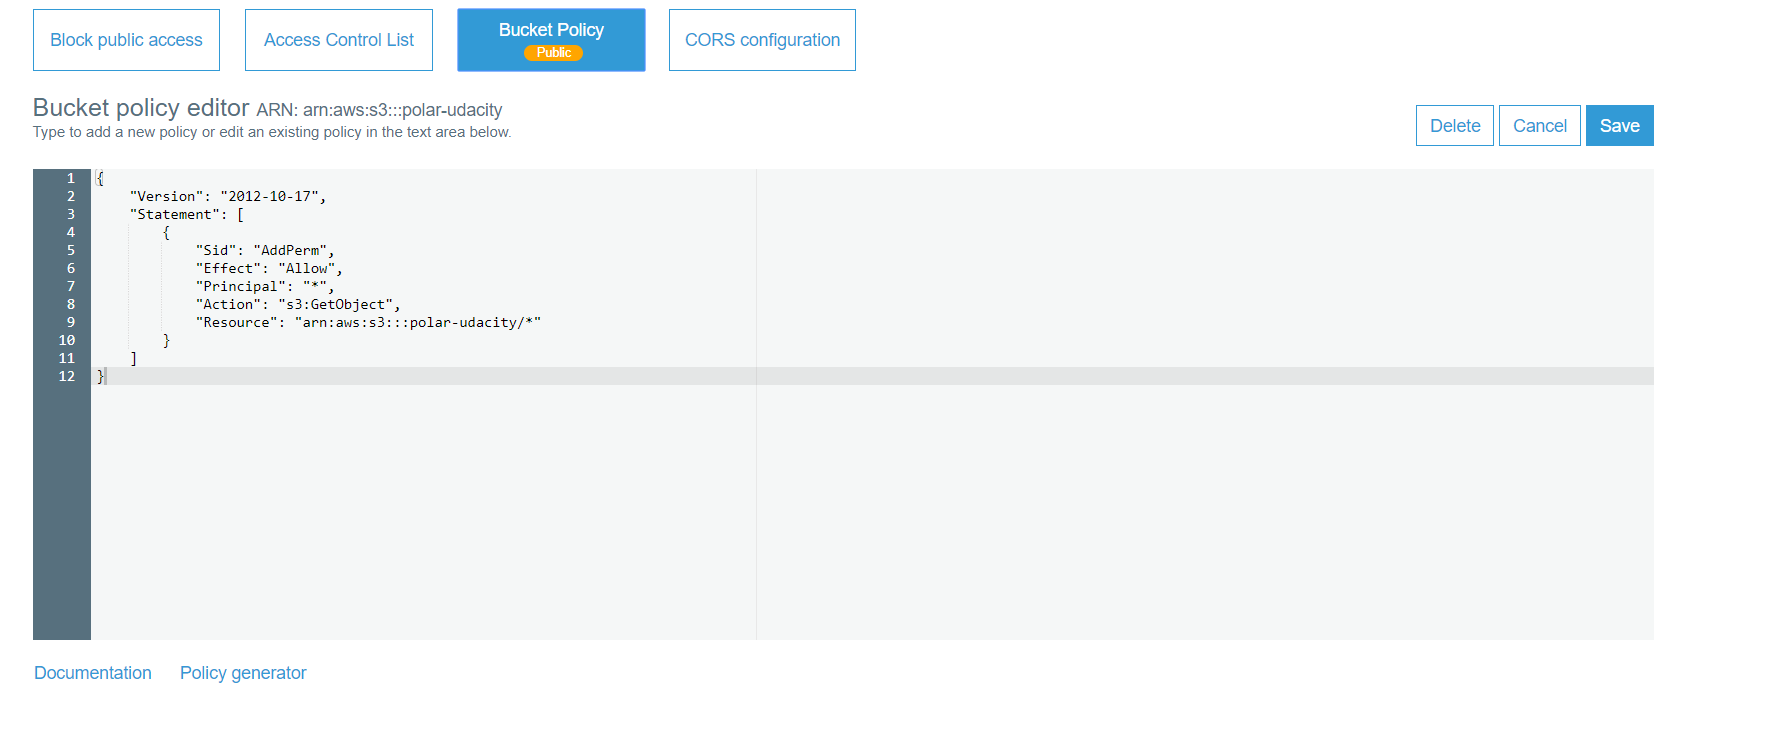 Block public access
Access Control List
Bucket Policy
Public
CORS configuration
Bucket policy editor ARN: arn:aws:s3:::polar-udacity
Type to add a new policy or edit an existing policy in the text area below.
Delete
Cancel
Save
1 {
2 "Version": "2012-10-17",
3 "Statement": [
4 {
5 "Sid": "AddPerm",
6 "Effect": "Allow",
7 "Principal": "*",
8 "Action": "s3:GetObject",
9 "Resource": "arn:aws:s3:::polar-udacity/*"
10 }
11 ]
12 }
Documentation
Policy generator